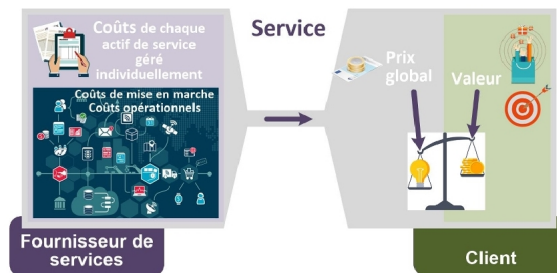 Coûts de chaque
actif de service
géré
individuellement
Coûts de mise en marche
Coûts opérationnels
Service
Prix
global
Valeur
Fournisseur de
services
Client